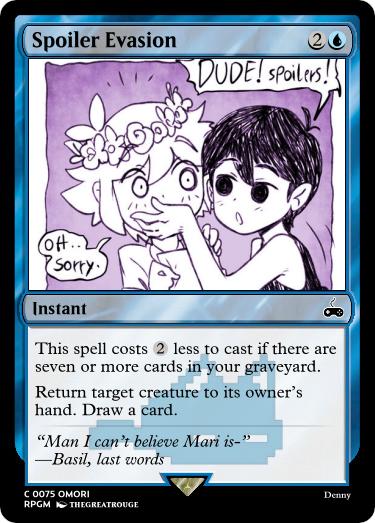 Spoiler Evasion 2
DUDE! spoilers!
OH..
sorry.
Instant
This spell costs 2 less to cast if there are
seven or more cards in your graveyard.
Return target creature to its owner's
hand. Draw a card.
“Man I can't believe Mari is-”
—Basil, last words
C 0075 OMORI
RPGM THEGREATROUGE
Denny